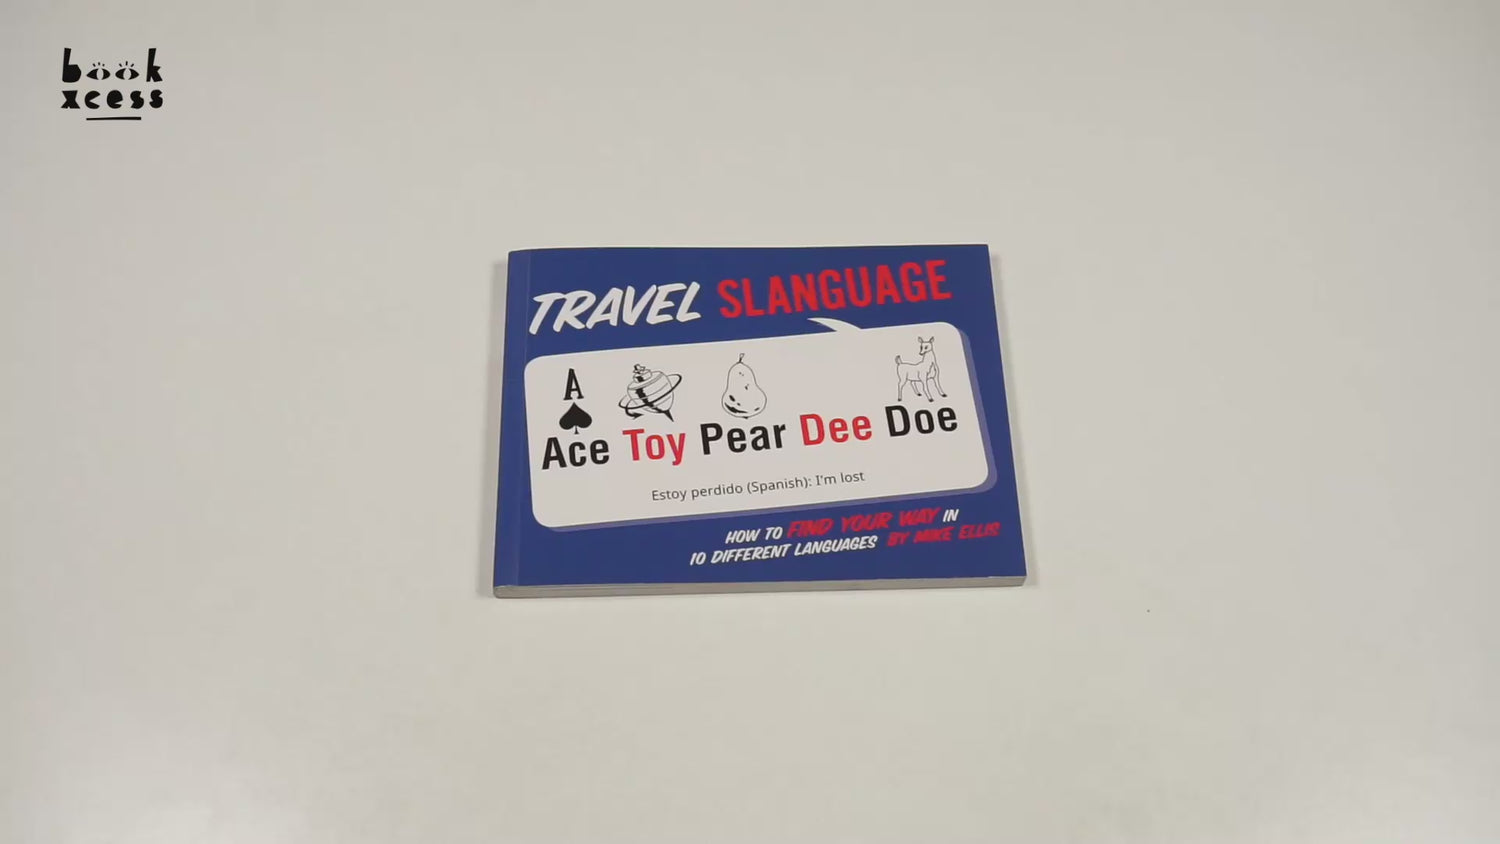 book
xcess
TRAVEL SLANGUAGE
A
Ace Toy Pear Dee Doe
Estoy perdido (Spanish): I'm lost
HOW TO FIND YOUR WAY IN
10 DIFFERENT LANGUAGES BY MIKE ELLIS